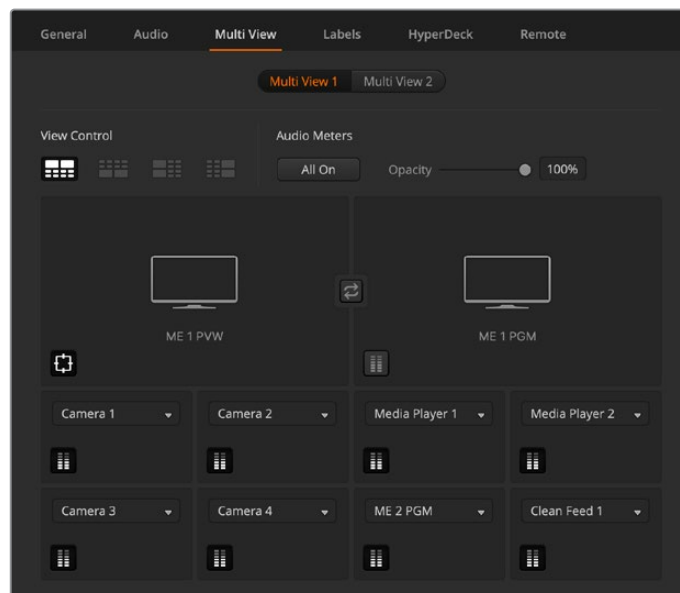 General Audio Multi View Labels HyperDeck Remote
Multi View 1 Multi View 2
View Control Audio Meters
All On Opacity 100%
ME 1 PVW ME 1 PGM
Camera 1 Camera 2 Media Player 1 Media Player 2
Camera 3 Camera 4 ME 2 PGM Clean Feed 1